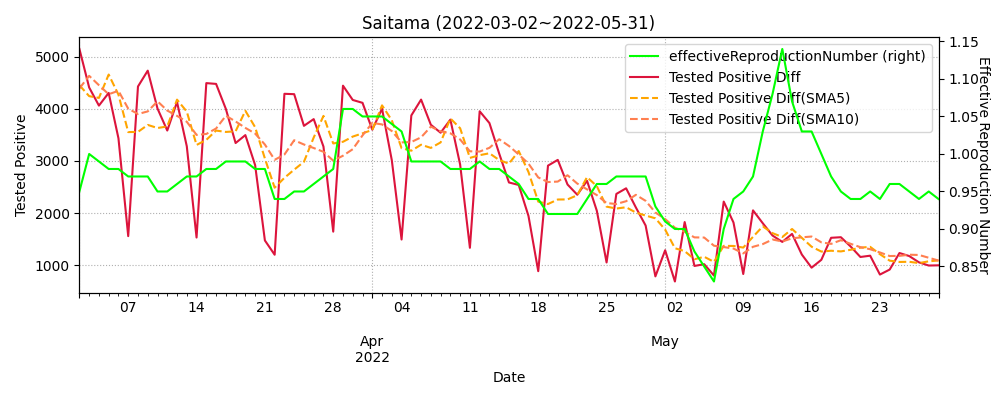 Saitama (2022-03-02~2022-05-31)
effectiveReproductionNumber (right)
Tested Positive Diff
Tested Positive Diff(SMA5)
Tested Positive Diff(SMA10)
Tested Positive
5000
4000
3000
2000
1000
Effective Reproduction Number
1.15
1.10
1.05
1.00
0.95
0.90
0.85
07 14 21 28 04 11 18 25 02 09 16 23
Apr May
2022
Date